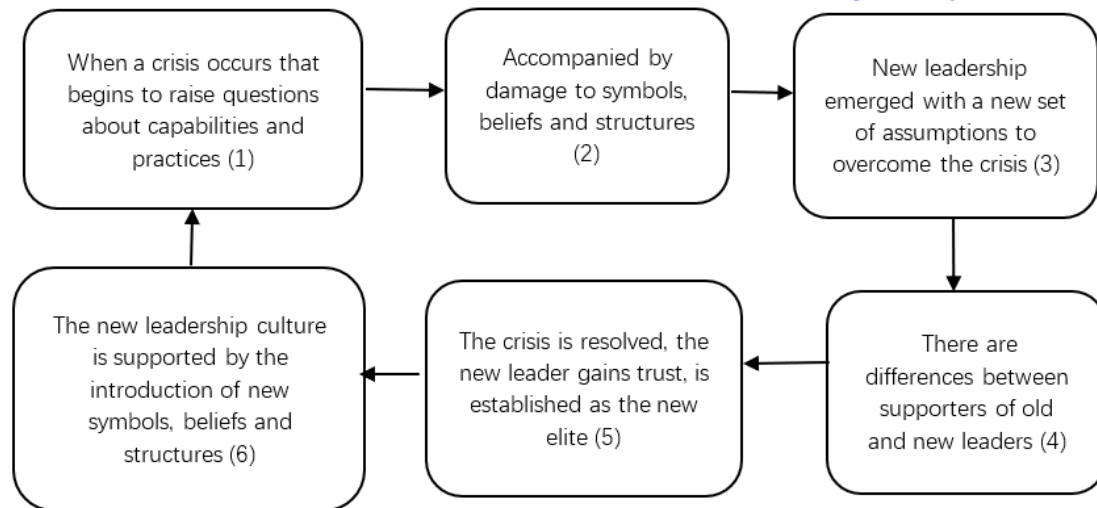 When a crisis occurs that
begins to raise questions
about capabilities and
practices (1)
Accompanied by
damage to symbols,
beliefs and structures
(2)
New leadership
emerged with a new set
of assumptions to
overcome the crisis (3)
There are
differences between
supporters of old
and new leaders (4)
The crisis is resolved, the
new leader gains trust, is
established as the new
elite (5)
The new leadership culture
is supported by the
introduction of new
symbols, beliefs and
structures (6)